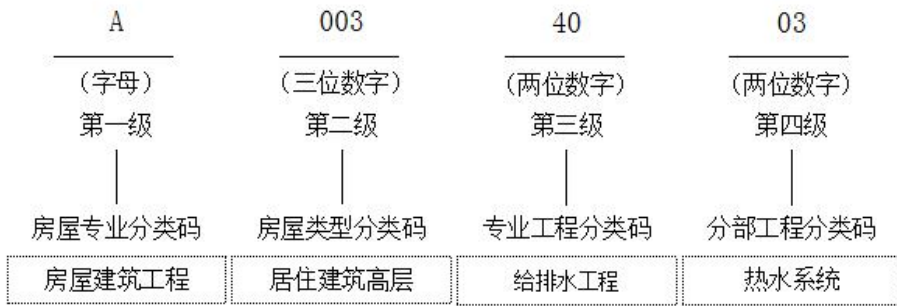 A 003 40 03
（字母） （三位数字） （两位数字） （两位数字）
第一级 第二级 第三级 第四级
房屋专业分类码 房屋类型分类码 专业工程分类码 分部工程分类码
房屋建筑工程 居住建筑高层 给排水工程 热水系统